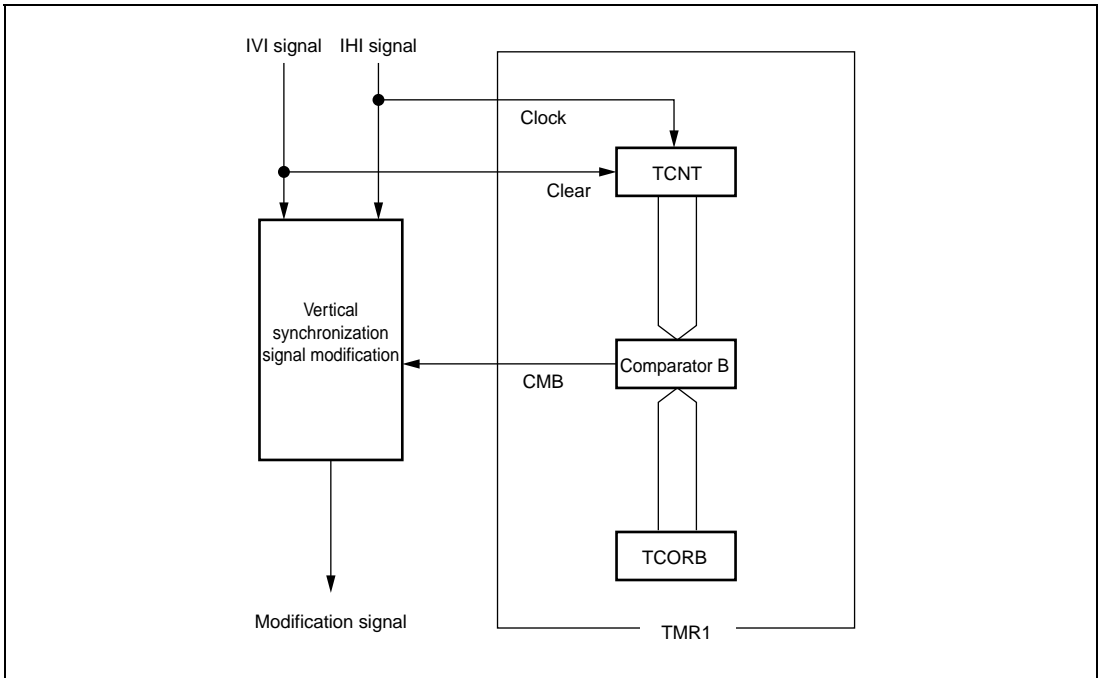 IVI signal
IHI signal
Clock
TCNT
Clear
Vertical
synchronization
signal modification
Comparator B
CMB
TCORB
Modification signal
TMR1